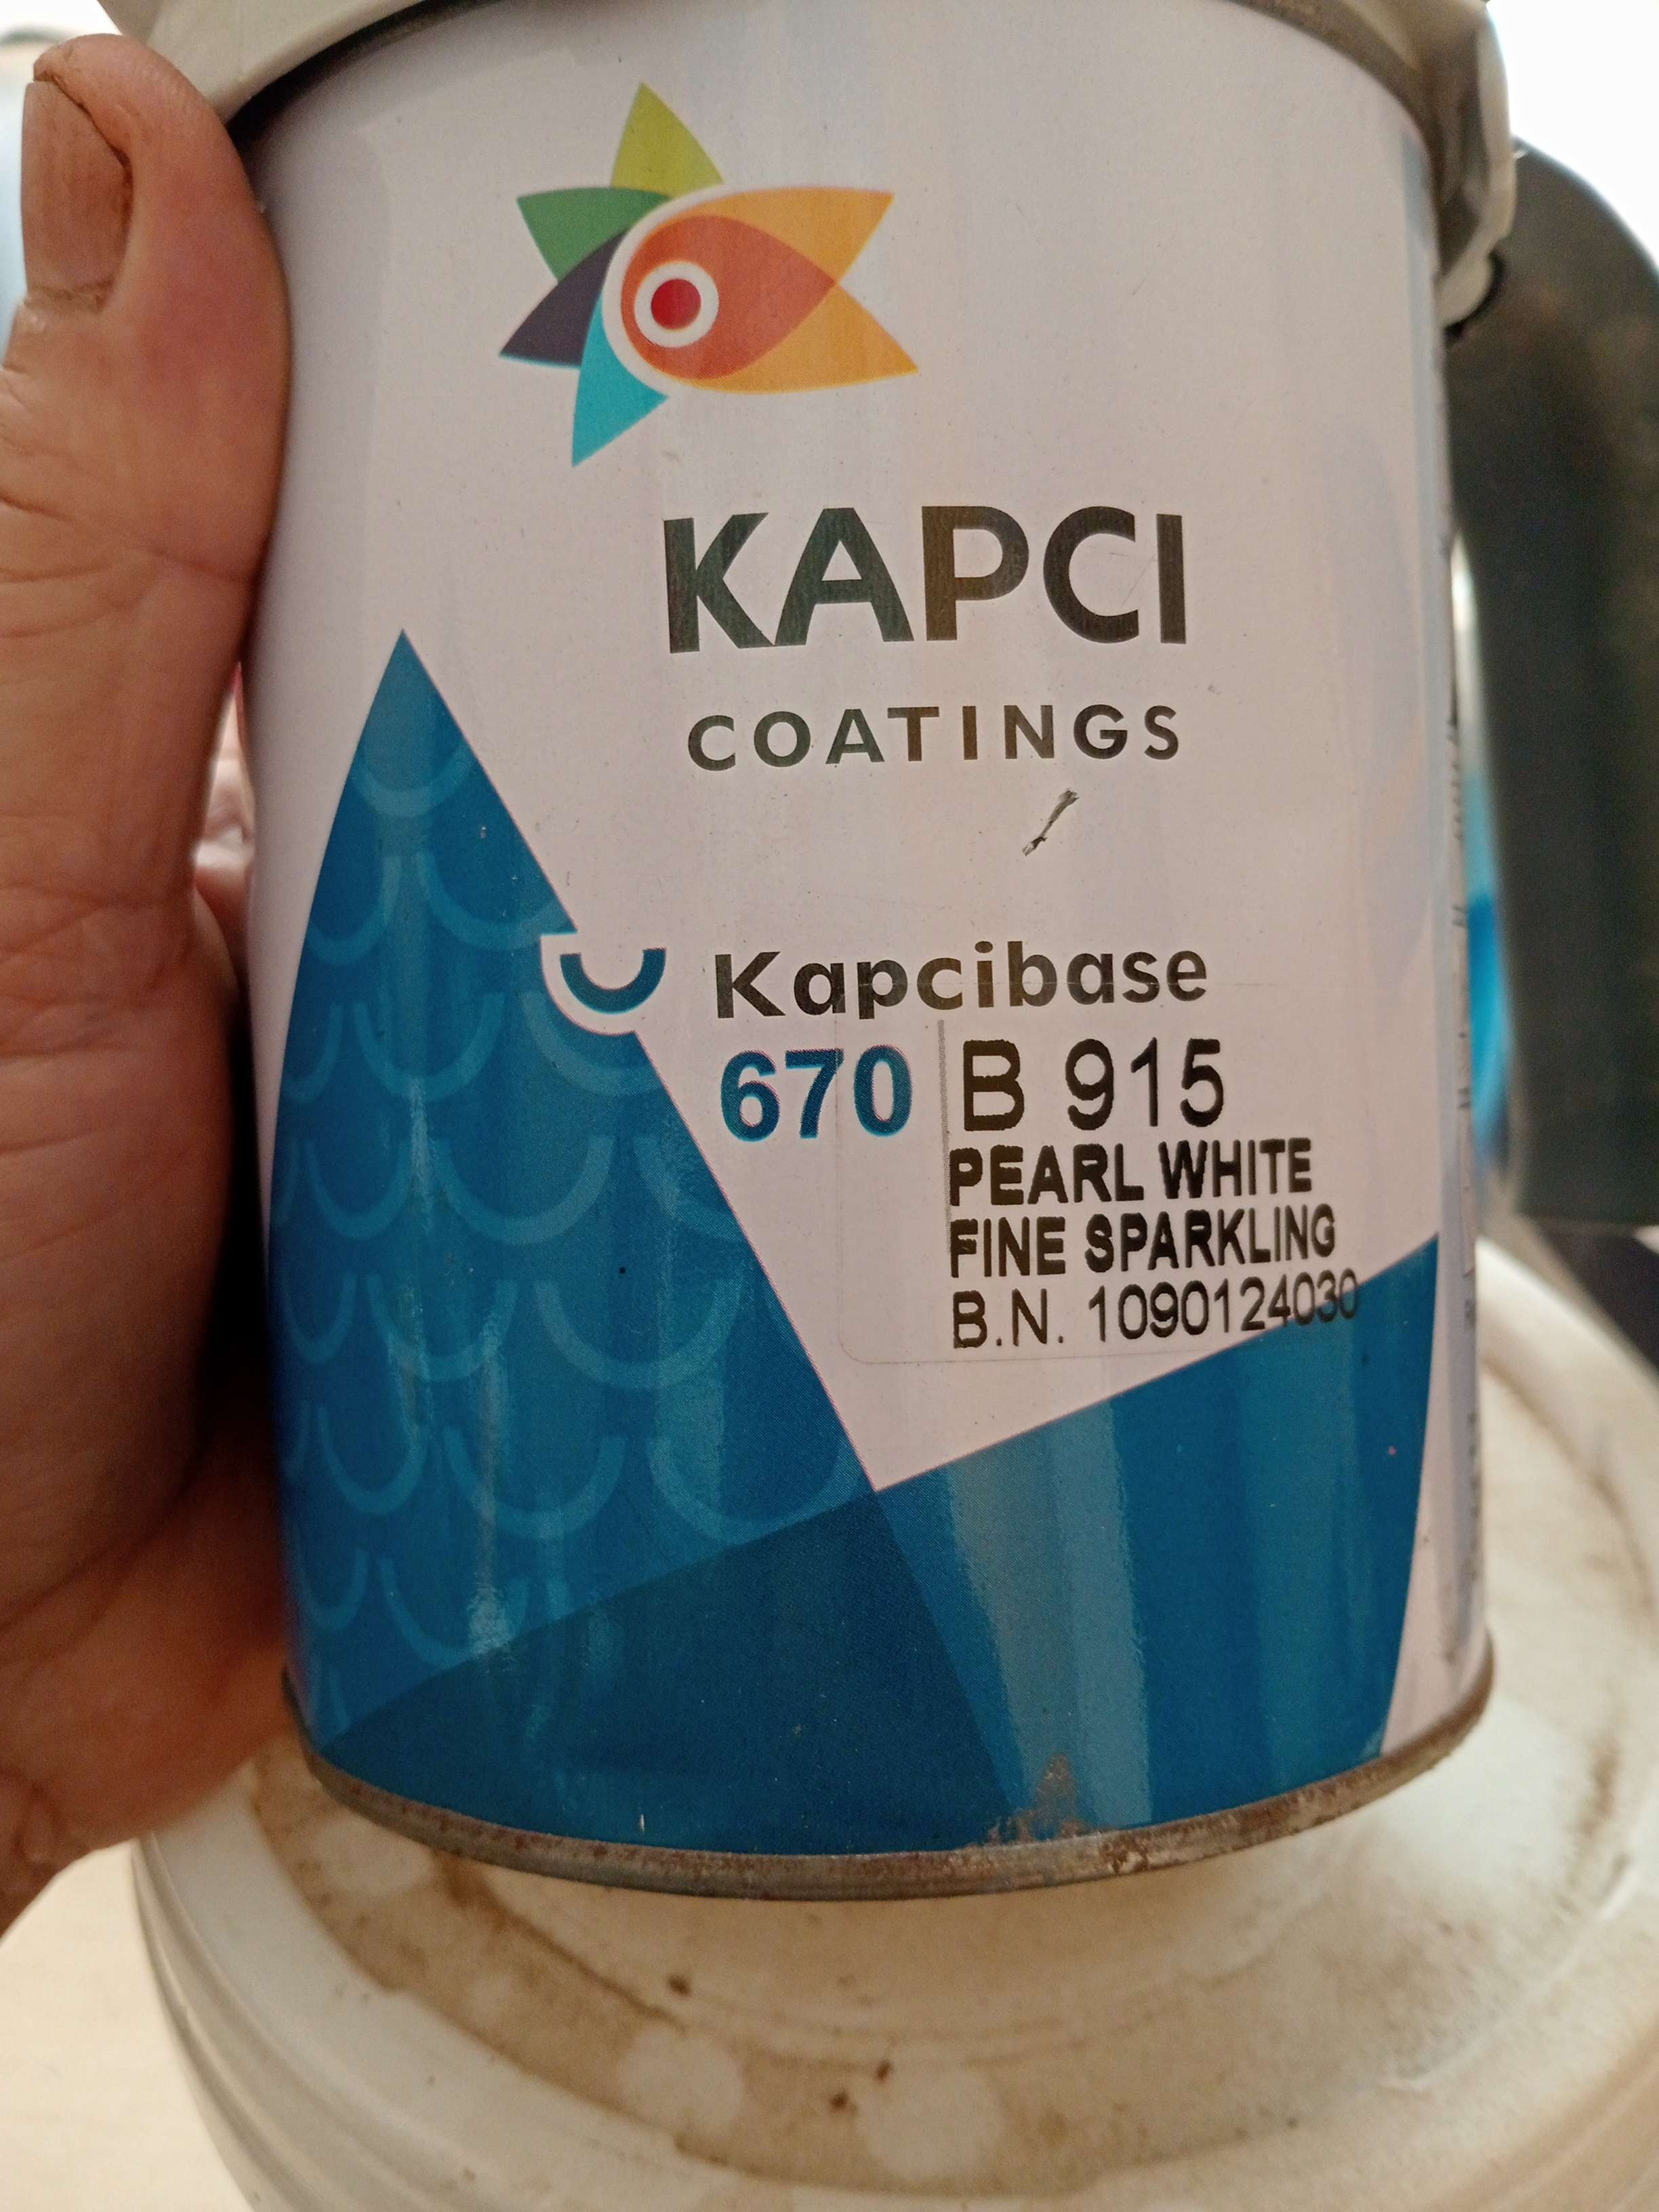 KAPCI
COATINGS
Kapcibase
670 B 915
PEARL WHITE
FINE SPARKLING
B.N. 1090124030